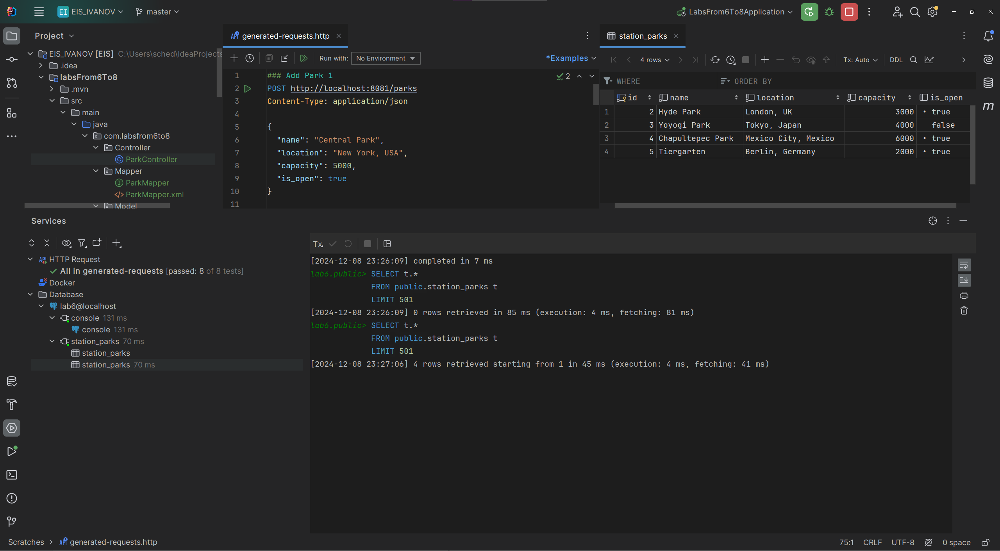 EI EIS_IVANOV master LabsFrom6To8Application
Project
EIS_IVANOV [EIS] C:\Users\sched\IdeaProjects
.idea
labsFrom6To8
.mvn
src
main
java
com.labsfrom6to8
Controller
ParkController
Mapper
ParkMapper
ParkMapper.xml
Model
generated-requests.http
Run with: No Environment *Examples
1 ### Add Park 1
2
2 POST http://localhost:8081/parks
3 Content-Type: application/json
4
5 {
6 "name": "Central Park",
7 "location": "New York, USA",
8 "capacity": 5000,
9 "is_open": true
10 }
11
station_parks
4 rows Tx: Auto DDL
WHERE ORDER BY
id name location capacity is_open
1 2 Hyde Park London, UK 3000 • true
2 3 Yoyogi Park Tokyo, Japan 4000 false
3 4 Chapultepec Park Mexico City, Mexico 6000 • true
4 5 Tiergarten Berlin, Germany 2000 • true
m
Services
HTTP Request
All in generated-requests [passed: 8 of 8 tests]
Docker
Database
lab6@localhost
console 131 ms
console 131 ms
station_parks 70 ms
station_parks
station_parks 70 ms
Tx
[2024-12-08 23:26:09] completed in 7 ms
lab6.public> SELECT t.*
FROM public.station_parks t
LIMIT 501
[2024-12-08 23:26:09] 0 rows retrieved in 85 ms (execution: 4 ms, fetching: 81 ms)
lab6.public> SELECT t.*
FROM public.station_parks t
LIMIT 501
[2024-12-08 23:27:06] 4 rows retrieved starting from 1 in 45 ms (execution: 4 ms, fetching: 41 ms)
Scratches > generated-requests.http
75:1 CRLF UTF-8 0 space